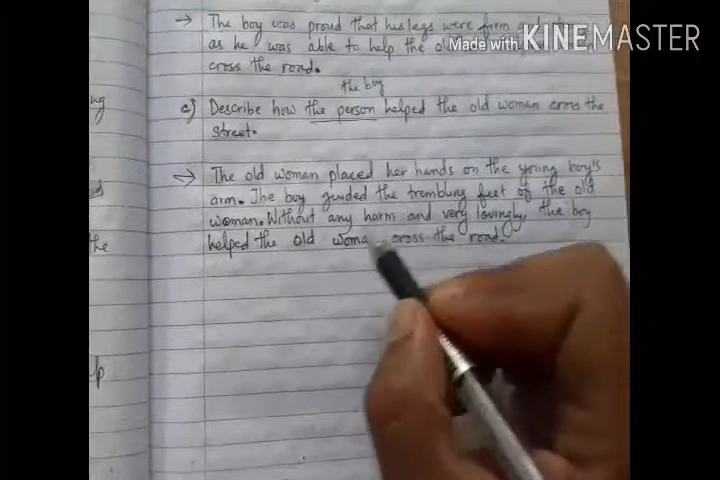 → The boy was proud that his legs were firm
as he was able to help the
cross the road.
the boy
c) Describe how the person helped the old woman cross the
street.
→ The old woman placed her hands on the young boy's
arm. The boy guided the trembling feet of the old
woman. Without any harm and very lovingly, the boy
helped the old woma cross the road.
ng
the
lp
Made with KINEMASTER